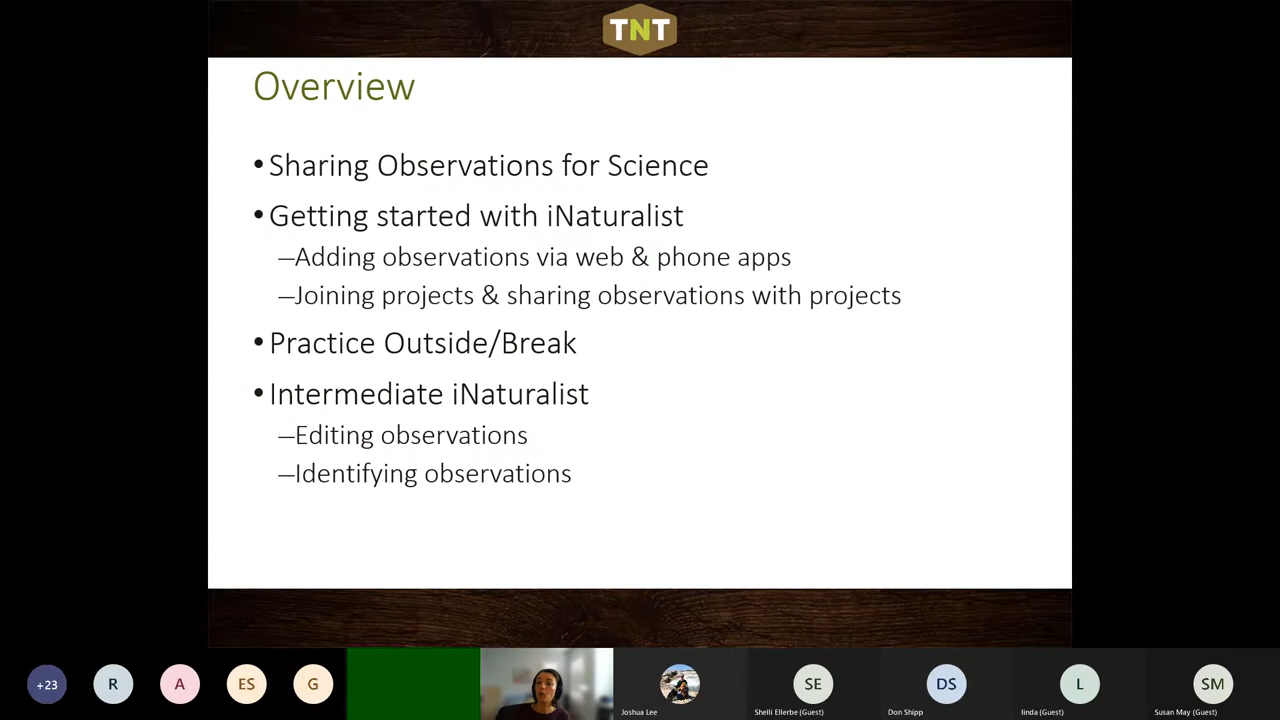 TNT
Overview
• Sharing Observations for Science
• Getting started with iNaturalist
–Adding observations via web & phone apps
–Joining projects & sharing observations with projects
• Practice Outside/Break
• Intermediate iNaturalist
–Editing observations
–Identifying observations
+23 R A ES G SE DS L SM
Joshua Lee Shelli Ellerbe (Guest) Don Shipp linda (Guest) Susan May (Guest)